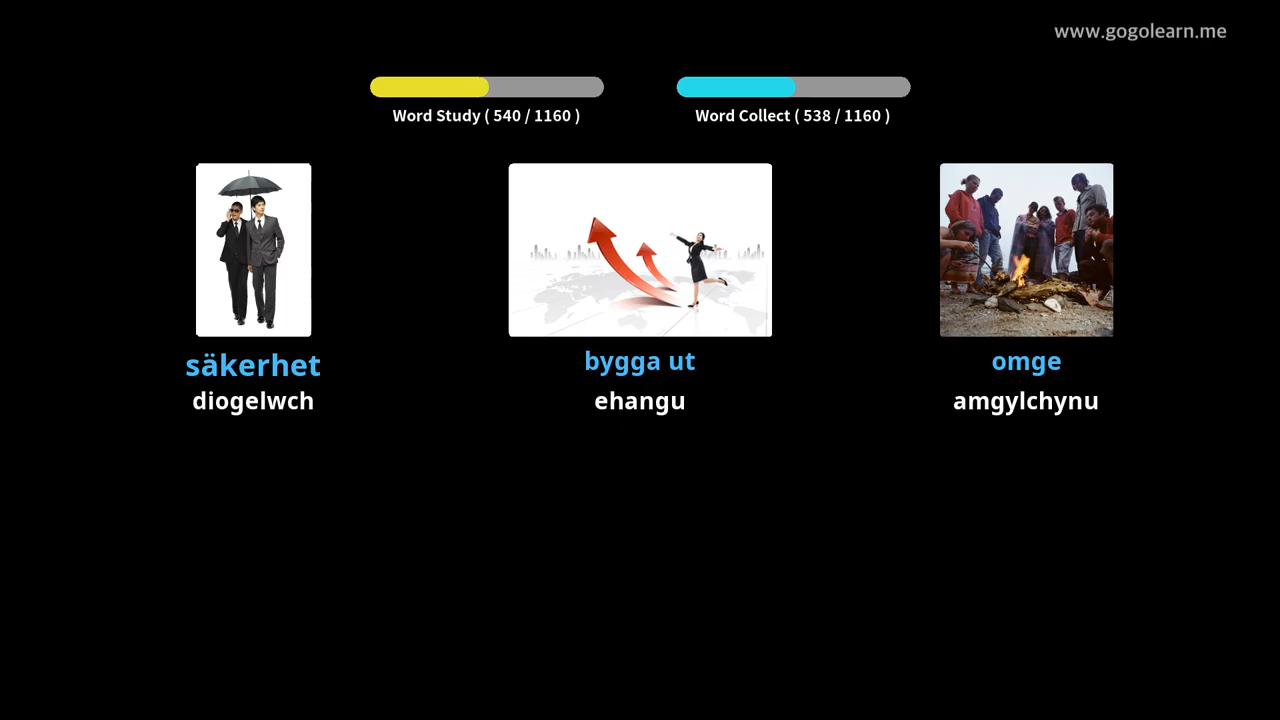 www.gogolearn.me
Word Study ( 540 / 1160 )
Word Collect ( 538 / 1160 )
säkerhet
diogelwch
bygga ut
ehangu
omge
amgylchynu